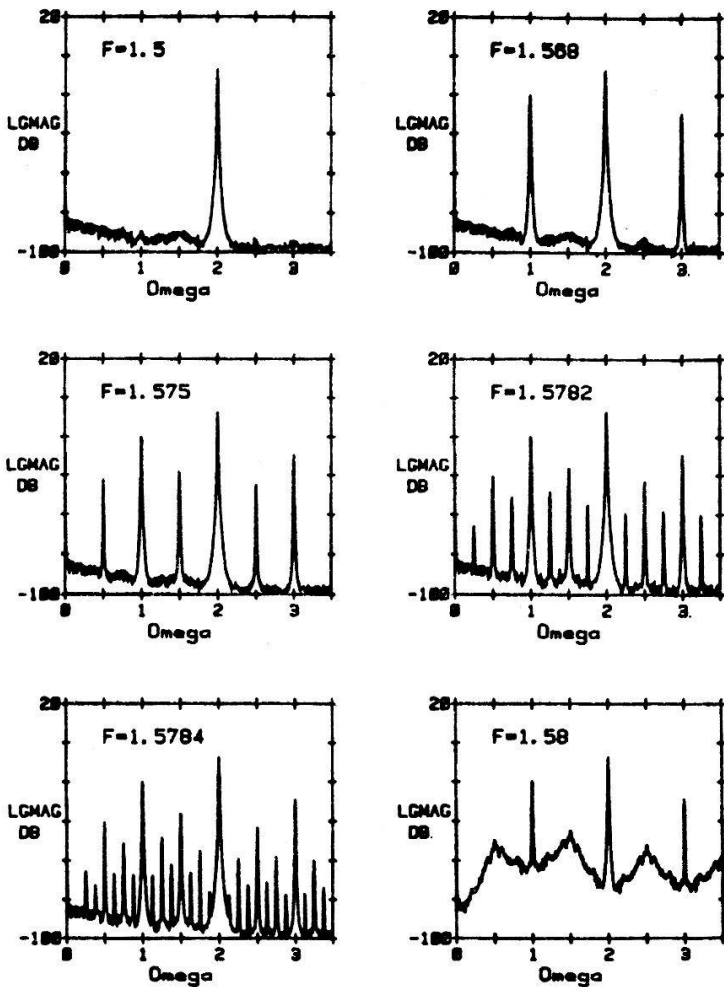 20
F=1.5
LGMAG
DB
-100
0 1 2 3
Omega
20
F=1.568
LGMAG
DB
-100
0 1 2 3.
Omega
20
F=1.575
LGMAG
DB
-100
0 1 2 3
Omega
20
F=1.5782
LGMAG
DB
-100
0 1 2 3.
Omega
20
F=1.5784
LGMAG
DB
-100
0 1 2 3
Omega
20
F=1.58
LGMAG
DB.
-100
0 1 2 3
Omega